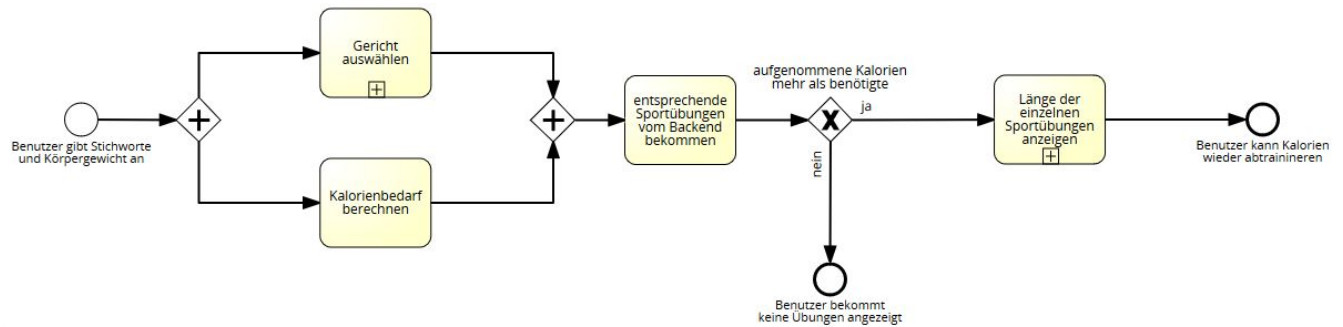 Benutzer gibt Stichworte
und Körpergewicht an
Gericht
auswählen
Kalorienbedarf
berechnen
entsprechende
Sportübungen
vom Backend
bekommen
aufgenommene Kalorien
mehr als benötigte
ja
nein
Länge der
einzelnen
Sportübungen
anzeigen
Benutzer kann Kalorien
wieder abtraininieren
Benutzer bekommt
keine Übungen angezeigt